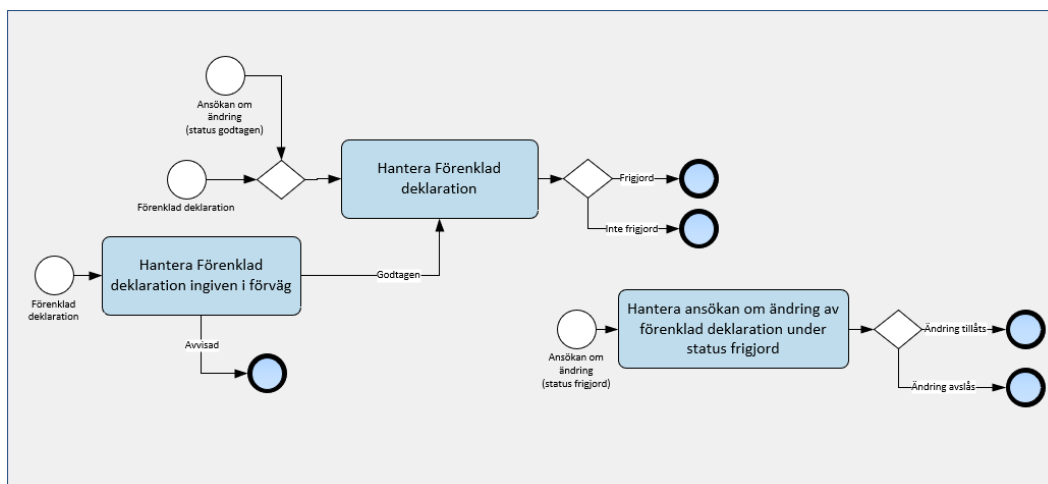 Ansökan om
ändring
(status godtagen)
Förenklad deklaration
Hantera Förenklad
deklaration
Frigjord
Inte frigjord
Förenklad
deklaration
Hantera Förenklad
deklaration ingiven i förväg
Godtagen
Avvisad
Ansökan om
ändring
(status frigjord)
Hantera ansökan om ändring av
förenklad deklaration under
status frigjord
Ändring tillåts
Ändring avslås